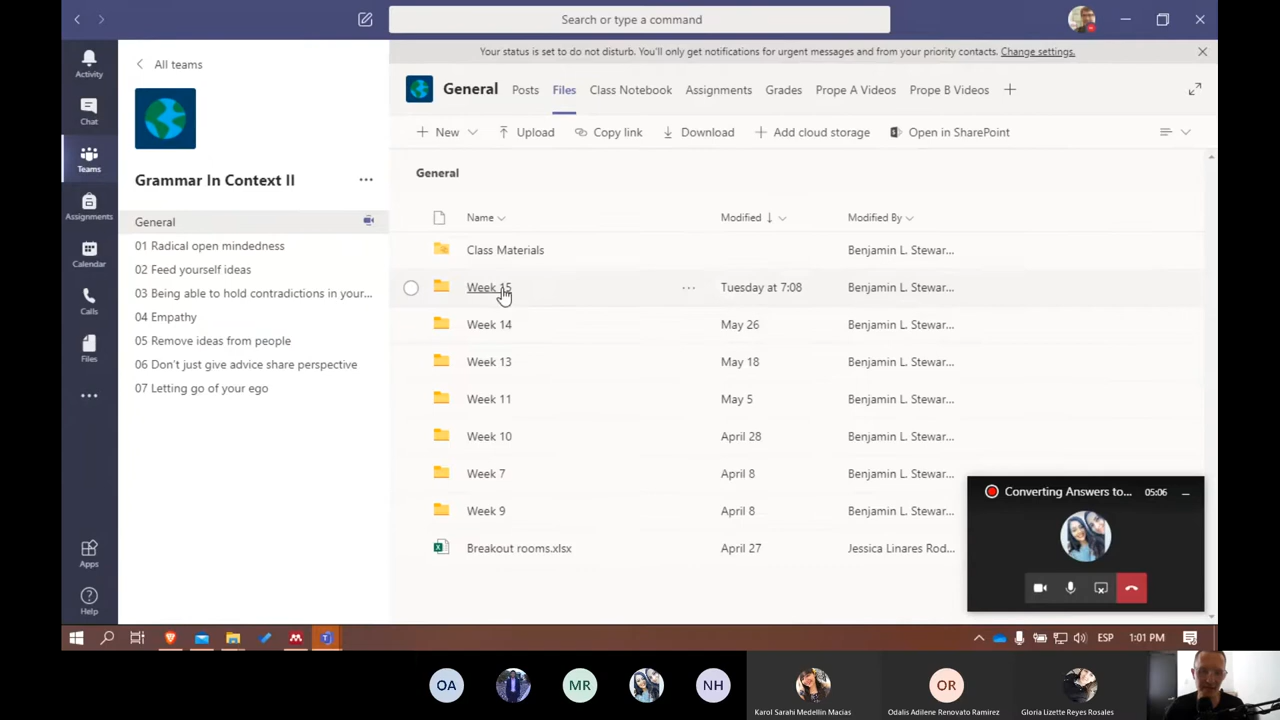 Search or type a command
Your status is set to do not disturb. You'll only get notifications for urgent messages and from your priority contacts. Change settings.
Activity
Chat
Teams
Assignments
Calendar
Calls
Files
Apps
Help
All teams
Grammar In Context II
General
01 Radical open mindedness
02 Feed yourself ideas
03 Being able to hold contradictions in your...
04 Empathy
05 Remove ideas from people
06 Don't just give advice share perspective
07 Letting go of your ego
General Posts Files Class Notebook Assignments Grades Prope A Videos Prope B Videos
New Upload Copy link Download Add cloud storage Open in SharePoint
General
Name Modified Modified By
Class Materials Benjamin L. Stewar...
Week 15 Tuesday at 7:08 Benjamin L. Stewar...
Week 14 May 26 Benjamin L. Stewar...
Week 13 May 18 Benjamin L. Stewar...
Week 11 May 5 Benjamin L. Stewar...
Week 10 April 28 Benjamin L. Stewar...
Week 7 April 8 Benjamin L. Stewar...
Week 9 April 8 Benjamin L. Stewar...
Breakout rooms.xlsx April 27 Jessica Linares Rod...
Converting Answers to... 05:06
ESP 1:01 PM
OA MR NH OR
Karol Sarahi Medellin Macias Odalis Adilene Renovato Ramirez Gloria Lizette Reyes Rosales